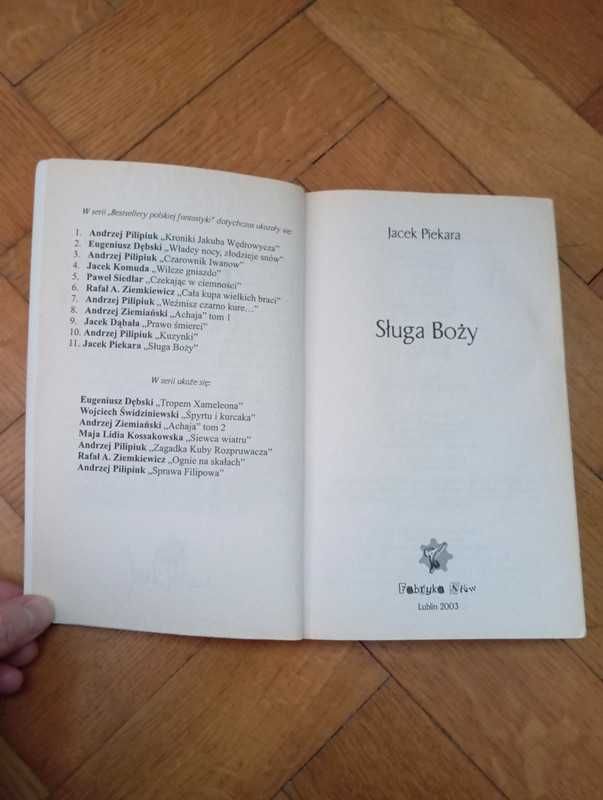 W serii „Bestsellery polskiej fantastyki” dotychczas ukazały się:
1. Andrzej Pilipiuk „Kroniki Jakuba Wędrowycza”
2. Eugeniusz Dębski „Władcy nocy, złodzieje snów”
3. Andrzej Pilipiuk „Czarownik Iwanow”
4. Jacek Komuda „Wilcze gniazdo”
5. Paweł Siedlar „Czekając w ciemności”
6. Rafał A. Ziemkiewicz „Cała kupa wielkich braci”
7. Andrzej Pilipiuk „Weźmisz czarno kure…”
8. Andrzej Ziemiański „Achaja” tom 1
9. Jacek Dąbała „Prawo śmierci”
10. Andrzej Pilipiuk „Kuzynki”
11. Jacek Piekara „Sługa Boży”
W serii ukaże się:
Eugeniusz Dębski „Tropem Xameleona”
Wojciech Świdziniewski „Śpyrtu i kurcaka”
Andrzej Ziemiański „Achaja” tom 2
Maja Lidia Kossakowska „Siewca wiatru”
Andrzej Pilipiuk „Zagadka Kuby Rozpruwacza”
Rafał A. Ziemkiewicz „Ognie na skałach”
Andrzej Pilipiuk „Sprawa Filipowa”
Jacek Piekara
Sługa Boży
Fabryka Słów
Lublin 2003